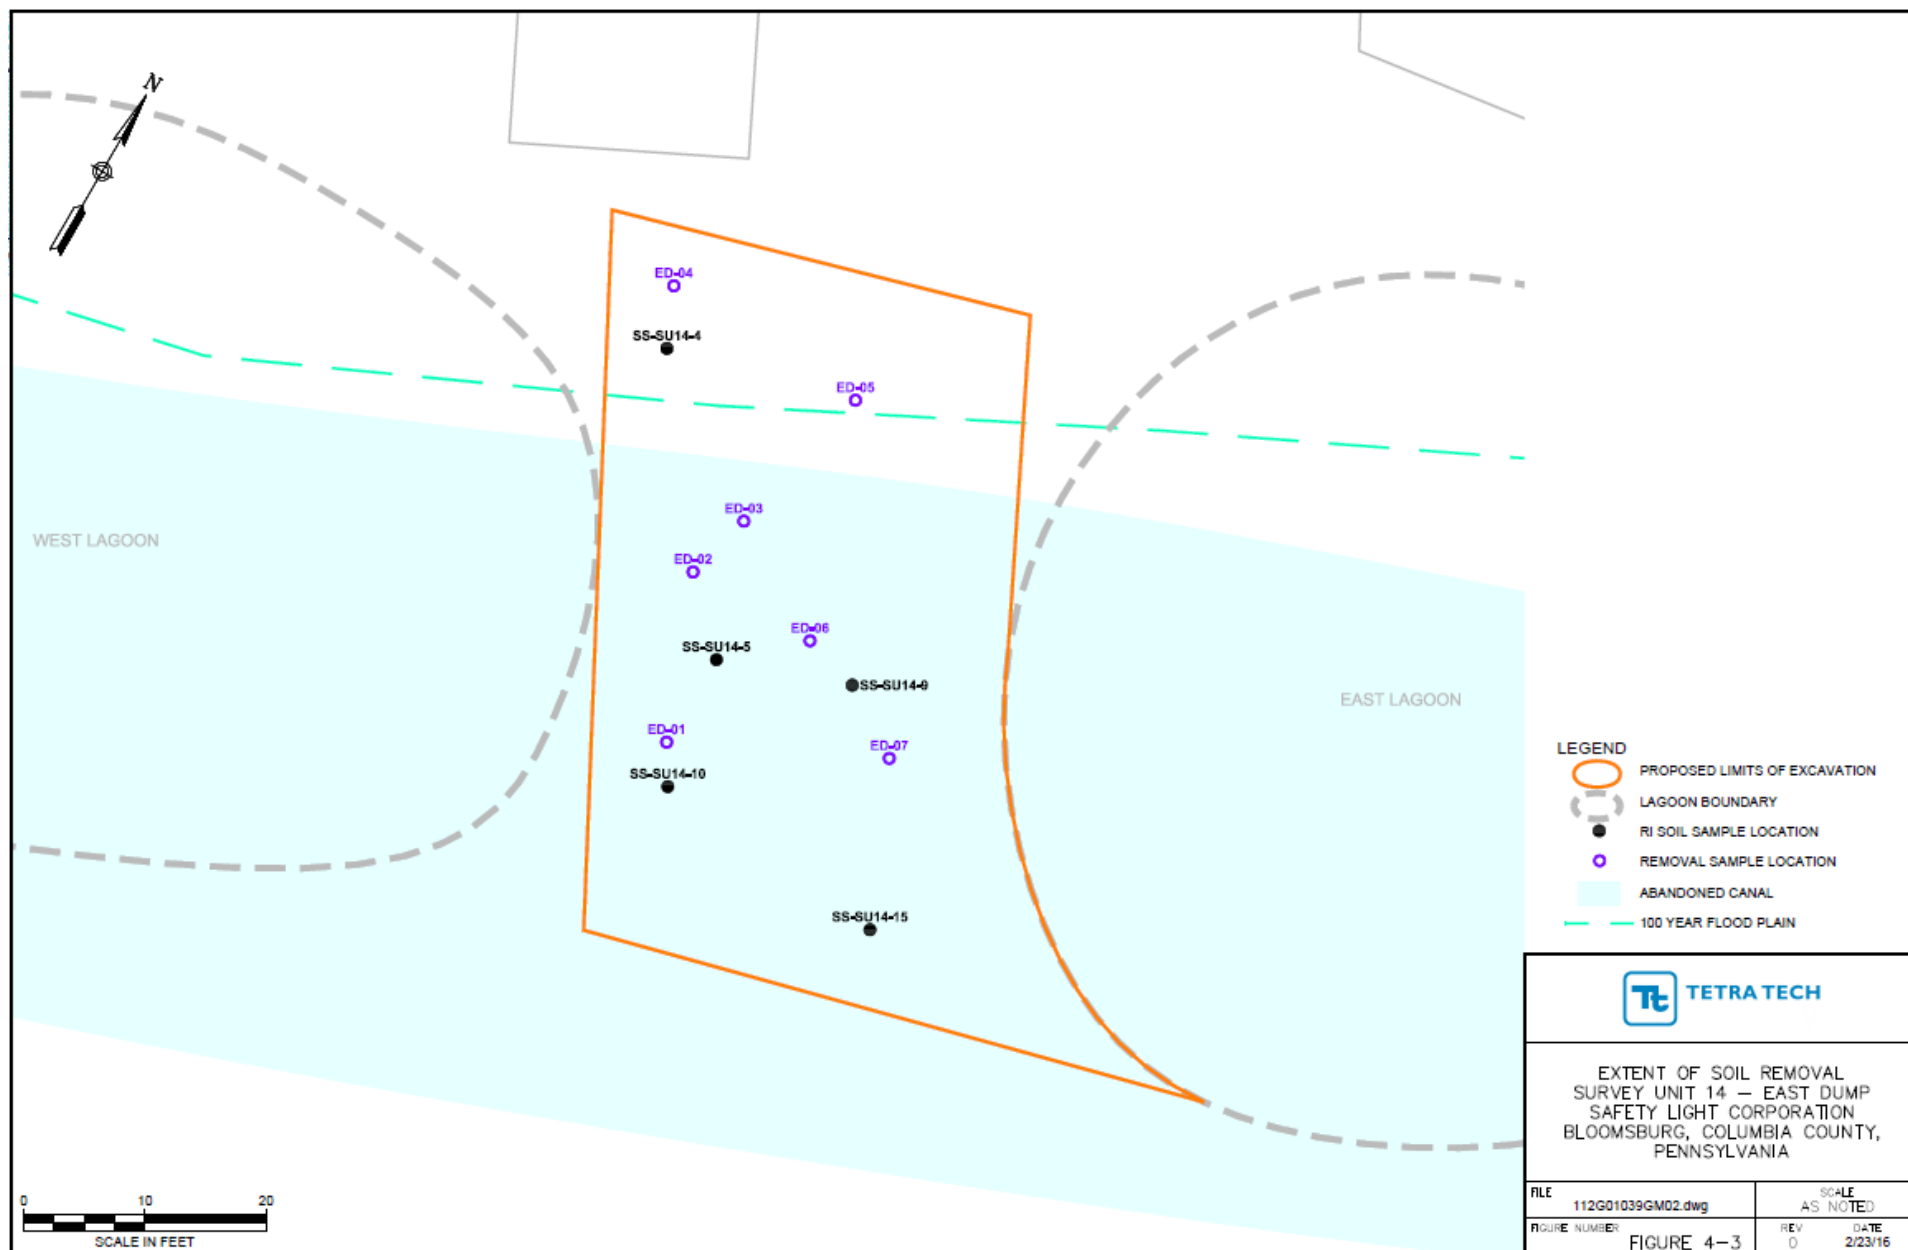 N
ED-04
SS-SU14-4
ED-05
ED-03
WEST LAGOON
ED-02
ED-06
SS-SU14-5
SS-SU14-9
EAST LAGOON
ED-01
ED-07
SS-SU14-10
SS-SU14-15
LEGEND
PROPOSED LIMITS OF EXCAVATION
LAGOON BOUNDARY
RI SOIL SAMPLE LOCATION
REMOVAL SAMPLE LOCATION
ABANDONED CANAL
100 YEAR FLOOD PLAIN
Tt TETRA TECH
EXTENT OF SOIL REMOVAL
SURVEY UNIT 14 – EAST DUMP
SAFETY LIGHT CORPORATION
BLOOMSBURG, COLUMBIA COUNTY,
PENNSYLVANIA
FILE
112G01039GM02.dwg
SCALE
AS NOTED
FIGURE NUMBER
FIGURE 4-3
REV
0
DATE
2/23/16
0 10 20
SCALE IN FEET